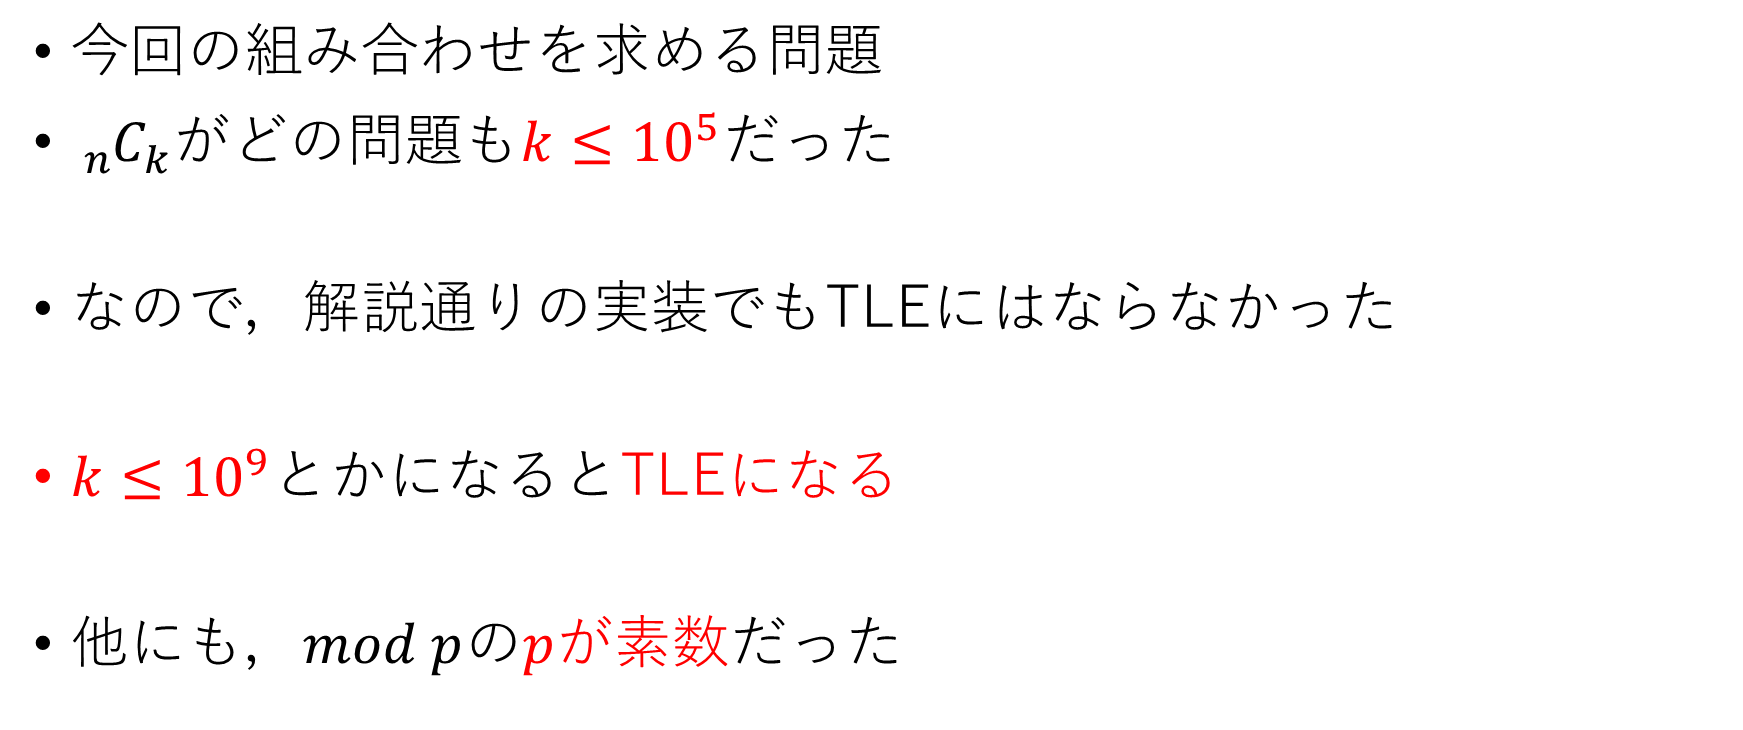 • 今回の組み合わせを求める問題
• ₙCₖがどの問題もk ≤ 10⁵だった
• なので，解説通りの実装でもTLEにはならなかった
• k ≤ 10⁹とかになるとTLEになる
• 他にも，mod pのpが素数だった